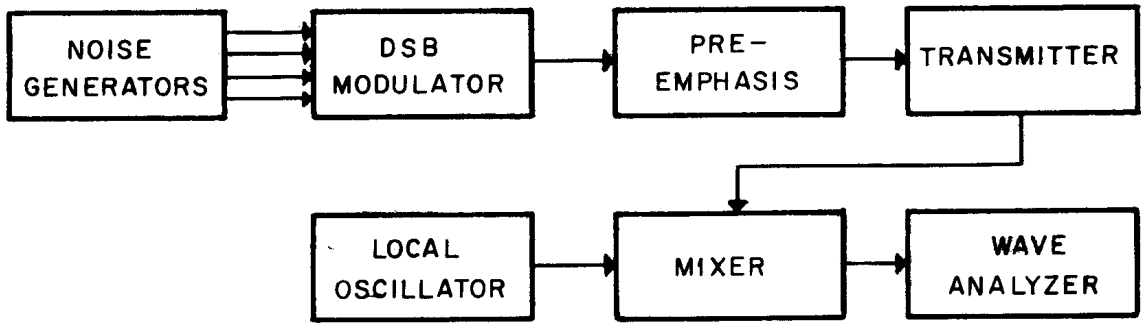 NOISE
GENERATORS
DSB
MODULATOR
PRE-
EMPHASIS
TRANSMITTER
LOCAL
OSCILLATOR
MIXER
WAVE
ANALYZER